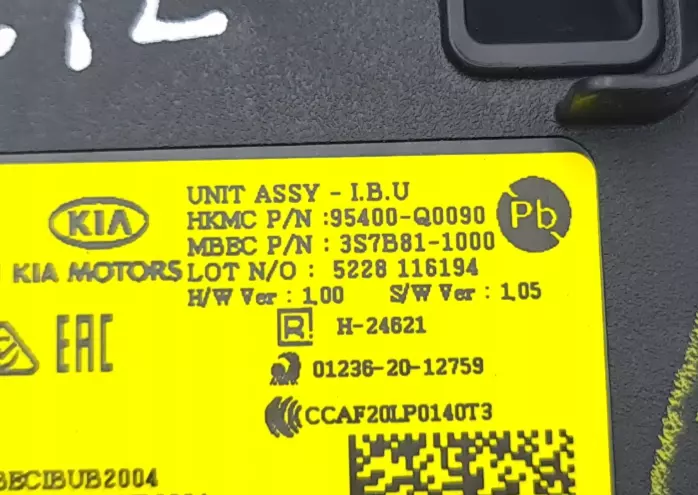 UNIT ASSY - I.B.U
HKMC P/N :95400-Q0090
Pb
KIA
MBEC P/N : 3S7B81-1000
KIA MOTORS
LOT N/O : 5228 116194
H/W Ver : 1.00 S/W Ver : 1.05
R H-24621
EAC
01236-20-12759
CCAF20LP0140T3
BECIBUB2004